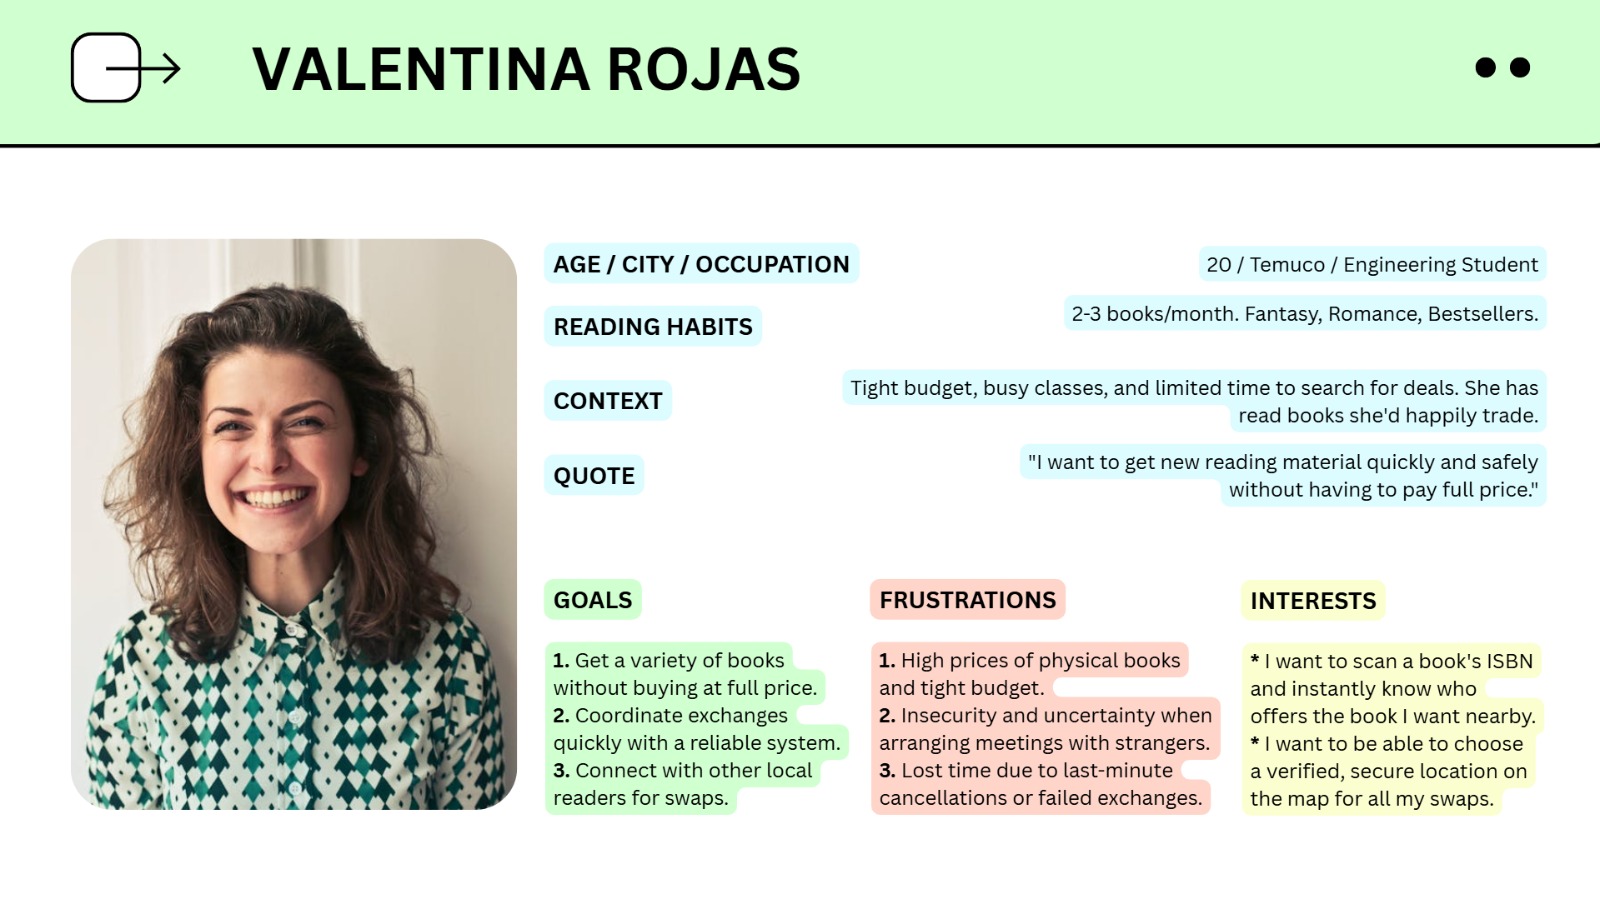 VALENTINA ROJAS
AGE / CITY / OCCUPATION
20 / Temuco / Engineering Student
READING HABITS
2-3 books/month. Fantasy, Romance, Bestsellers.
CONTEXT
Tight budget, busy classes, and limited time to search for deals. She has
read books she'd happily trade.
QUOTE
"I want to get new reading material quickly and safely
without having to pay full price."
GOALS
1. Get a variety of books
without buying at full price.
2. Coordinate exchanges
quickly with a reliable system.
3. Connect with other local
readers for swaps.
FRUSTRATIONS
1. High prices of physical books
and tight budget.
2. Insecurity and uncertainty when
arranging meetings with strangers.
3. Lost time due to last-minute
cancellations or failed exchanges.
INTERESTS
* I want to scan a book's ISBN
and instantly know who
offers the book I want nearby.
* I want to be able to choose
a verified, secure location on
the map for all my swaps.